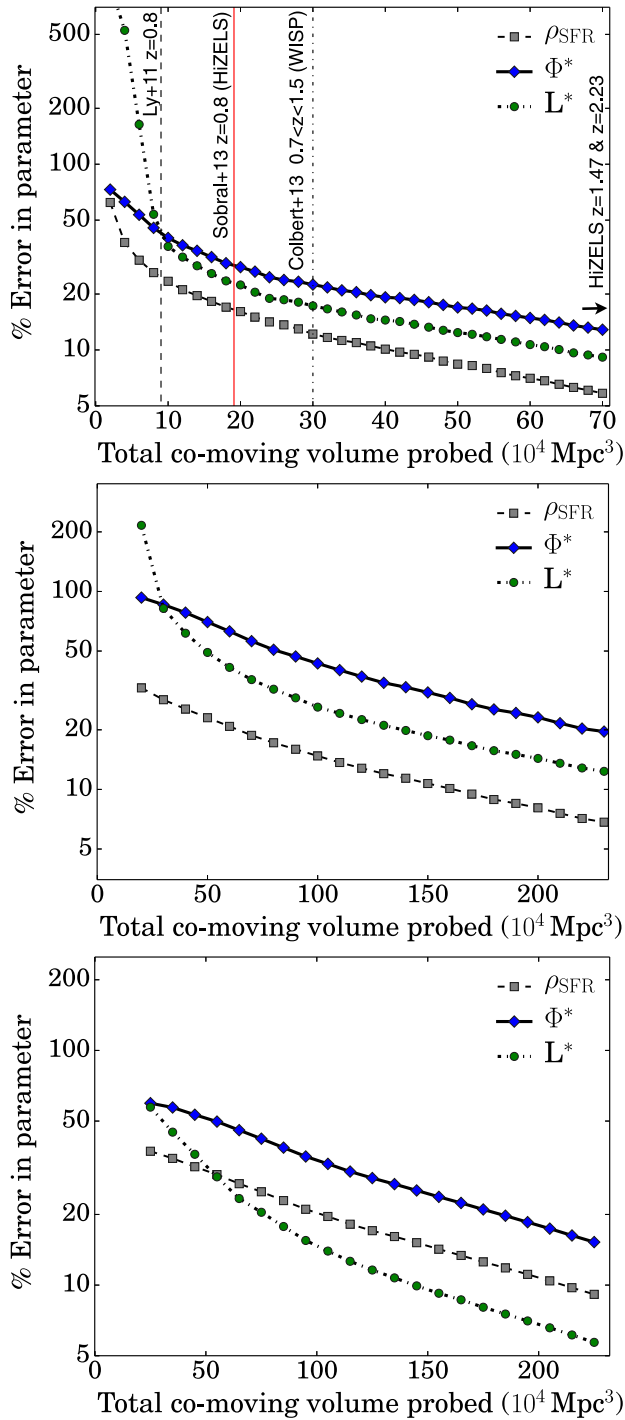 500
200
100
50
20
10
5
% Error in parameter
Ly+11 z=0.8
Sobral+13 z=0.8 (HiZELS)
Colbert+13 0.7<z<1.5 (WISP)
HiZELS z=1.47 & z=2.23
ρSFR
Φ*
L*
0 10 20 30 40 50 60 70
Total co-moving volume probed (10⁴ Mpc³)
200
100
50
20
10
5
% Error in parameter
ρSFR
Φ*
L*
0 50 100 150 200
Total co-moving volume probed (10⁴ Mpc³)
200
100
50
20
10
5
% Error in parameter
ρSFR
Φ*
L*
0 50 100 150 200
Total co-moving volume probed (10⁴ Mpc³)